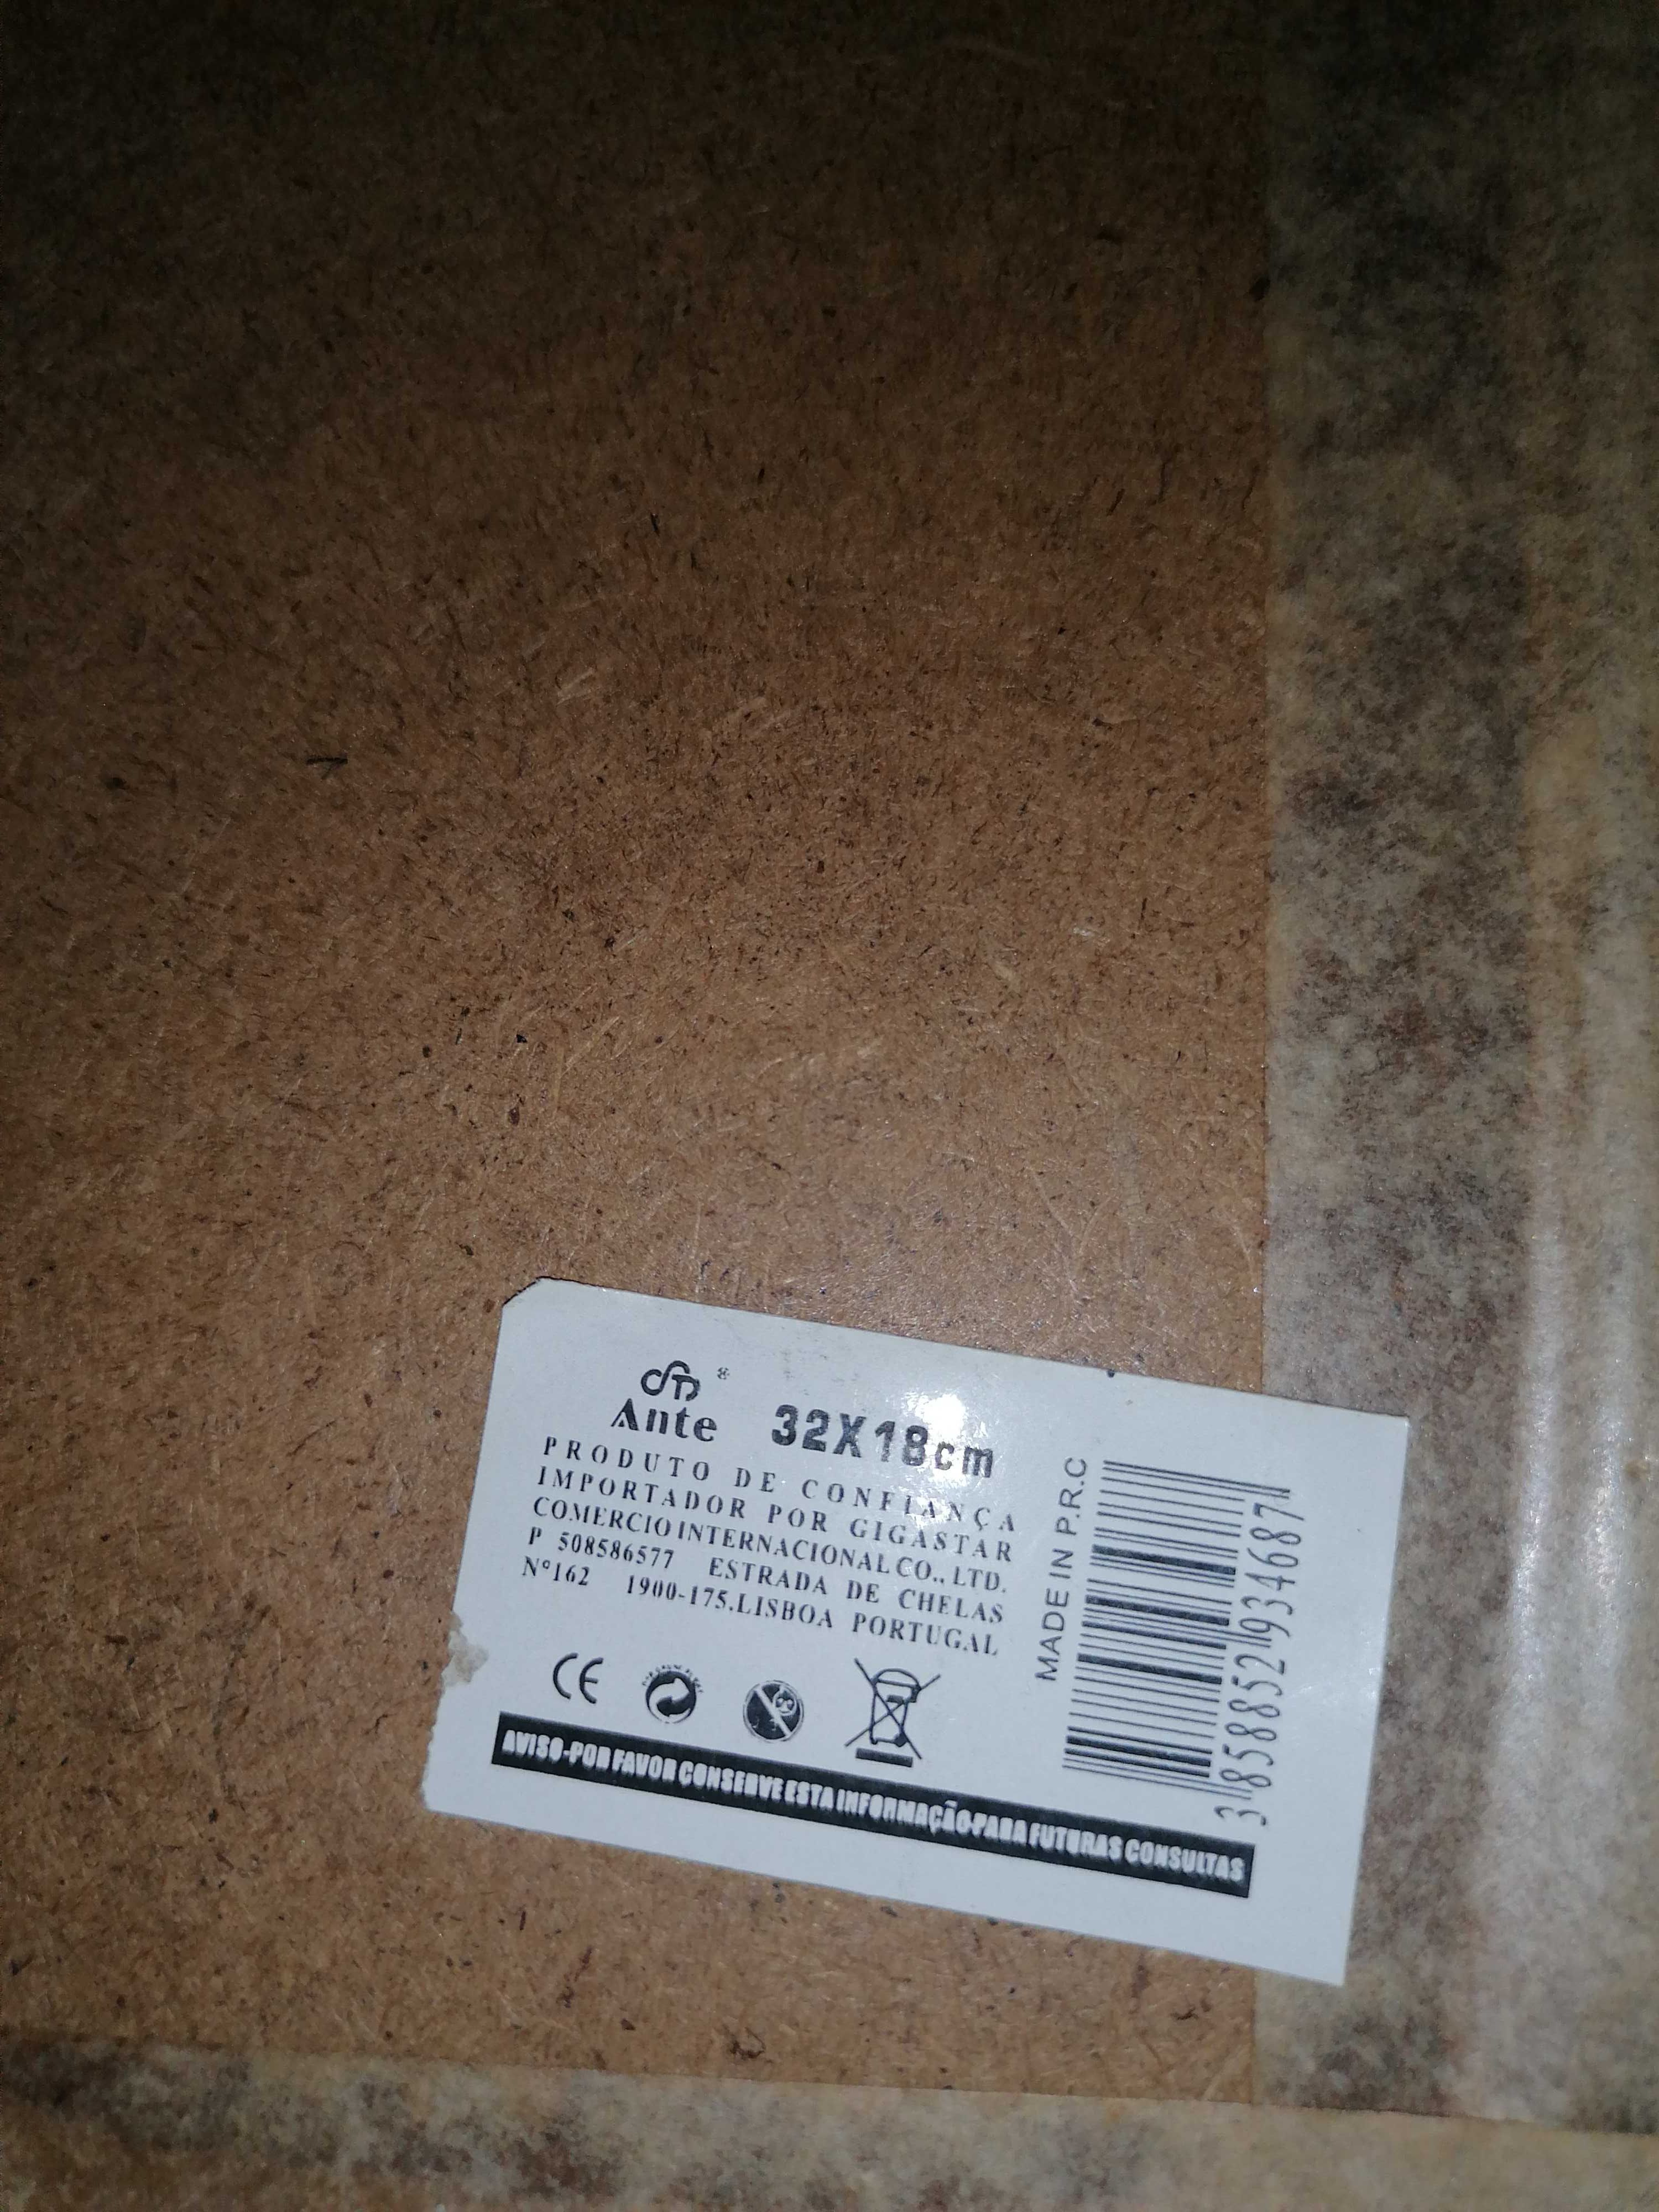 Ante 32X18cm
PRODUTO DE CONFIANÇA
IMPORTADOR POR GIGASTAR
COMERCIO INTERNACIONAL CO., LTD.
P 508586577 ESTRADA DE CHELAS
Nº162 1900-175.LISBOA PORTUGAL
CE
AVISO-POR FAVOR CONSERVE ESTA INFORMAÇÃO-PARA FUTURAS CONSULTAS
MADE IN P.R.C
3 858852 934687